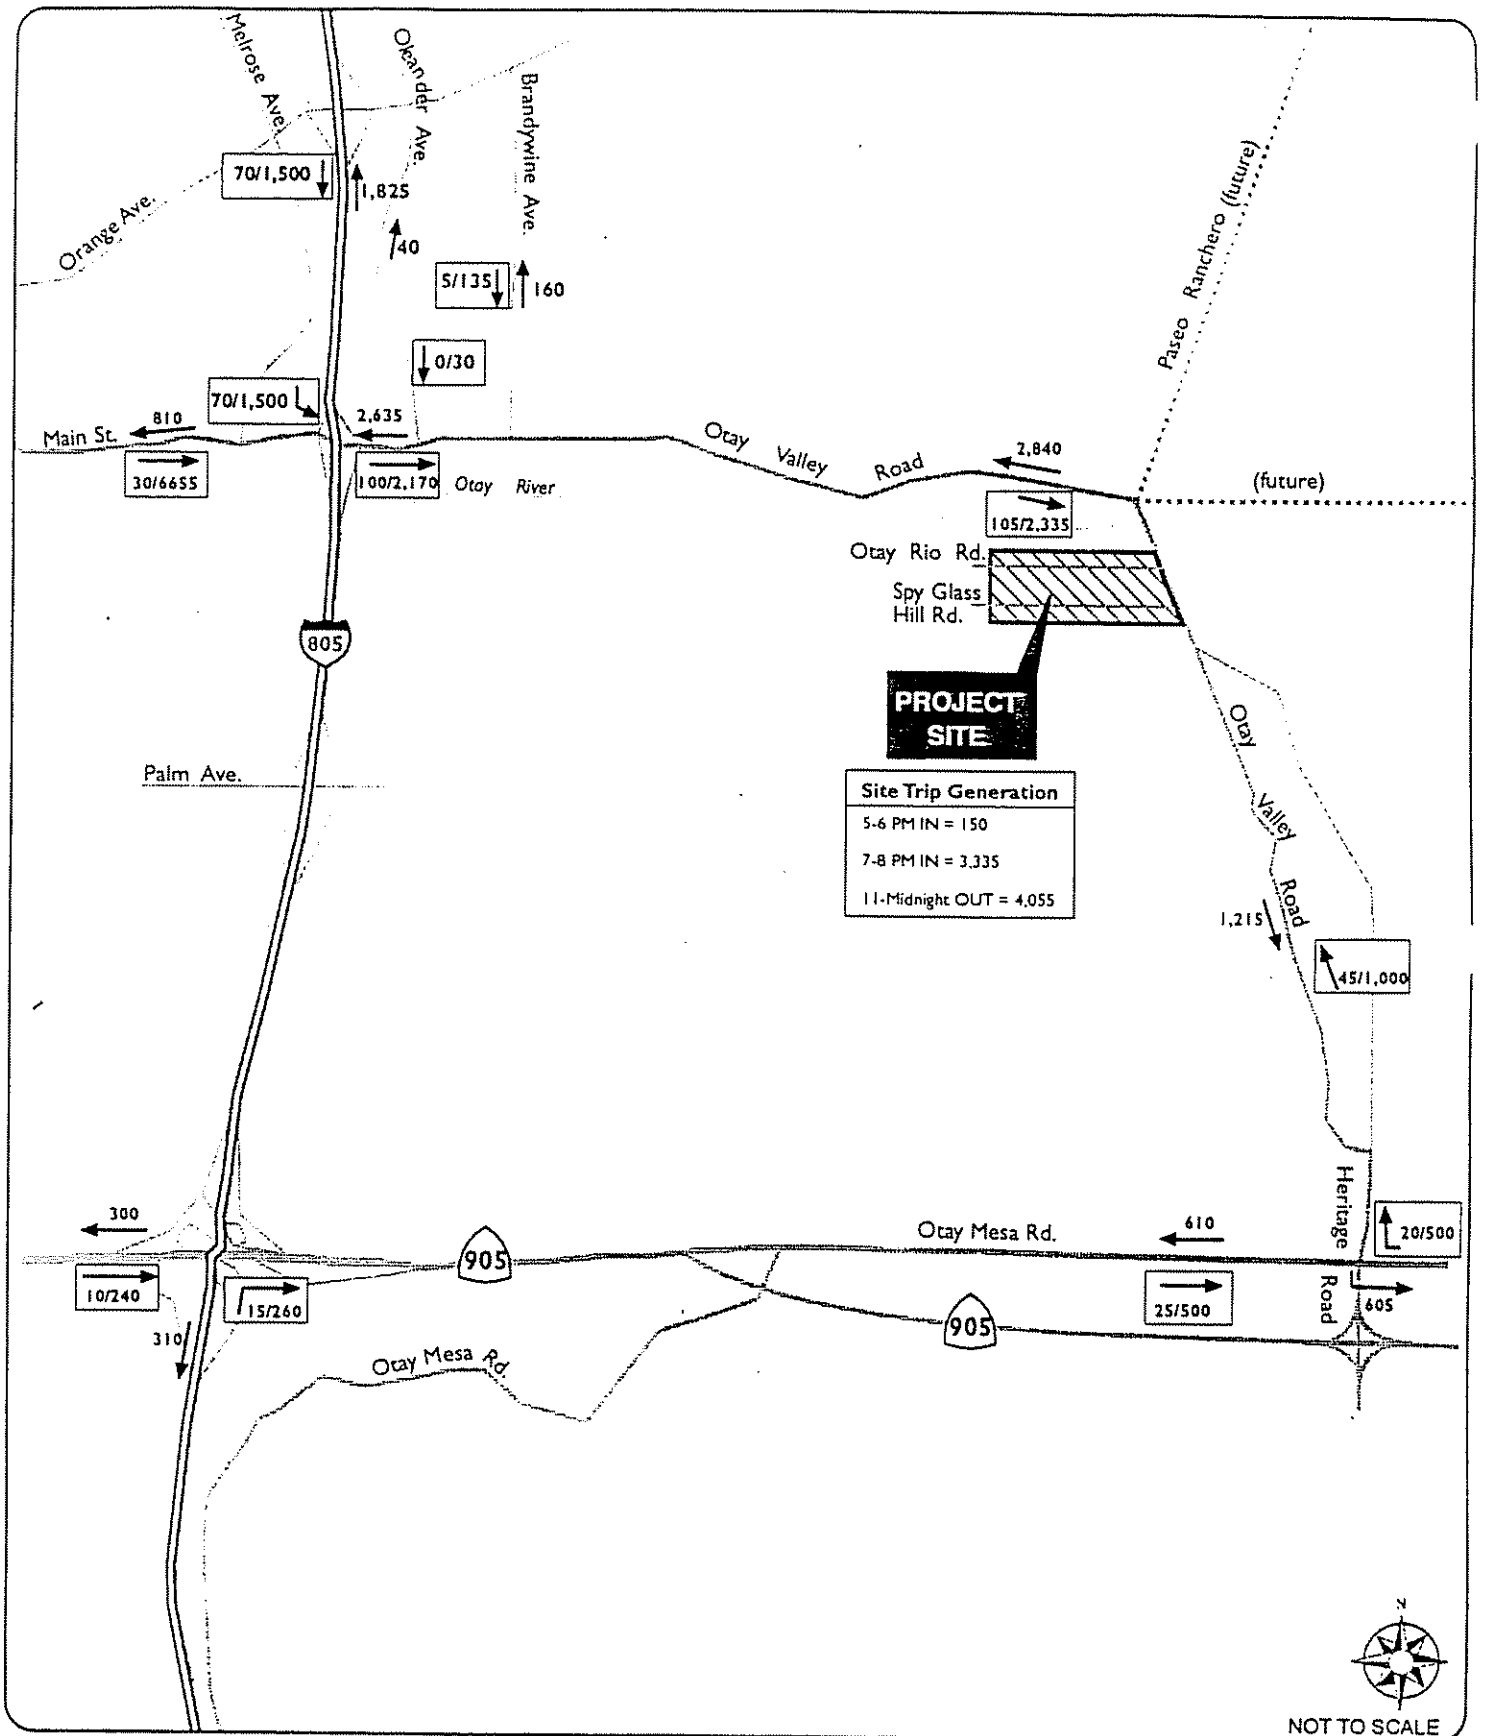 Melrose Ave.
Oleander Ave.
Brandywine Ave.
70/1,500
1,825
Orange Ave.
40
5/135
160
Paseo Ranchero (future)
0/30
70/1,500
810
2,635
Main St.
30/6655
100/2,170
Otay River
Otay Valley Road
2,840
(future)
105/2,335
Otay Rio Rd.
Spy Glass
Hill Rd.
805
PROJECT
SITE
Palm Ave.
Site Trip Generation
5-6 PM IN = 150
7-8 PM IN = 3,335
11-Midnight OUT = 4,055
Otay Valley Road
1,215
45/1,000
Heritage Road
300
905
Otay Mesa Rd.
610
20/500
10/240
15/260
25/500
605
310
905
Otay Mesa Rd.
N
NOT TO SCALE